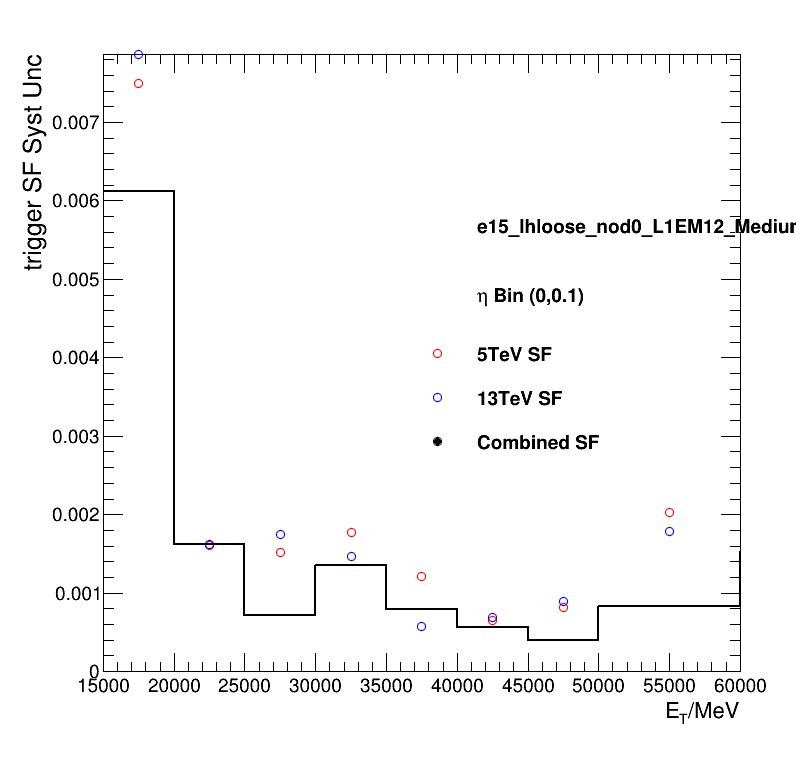 trigger SF Syst Unc
0.007
0.006
0.005
0.004
0.003
0.002
0.001
0
15000 20000 25000 30000 35000 40000 45000 50000 55000 60000
E_T/MeV
e15_lhloose_nod0_L1EM12_Medium
η Bin (0,0.1)
5TeV SF
13TeV SF
Combined SF